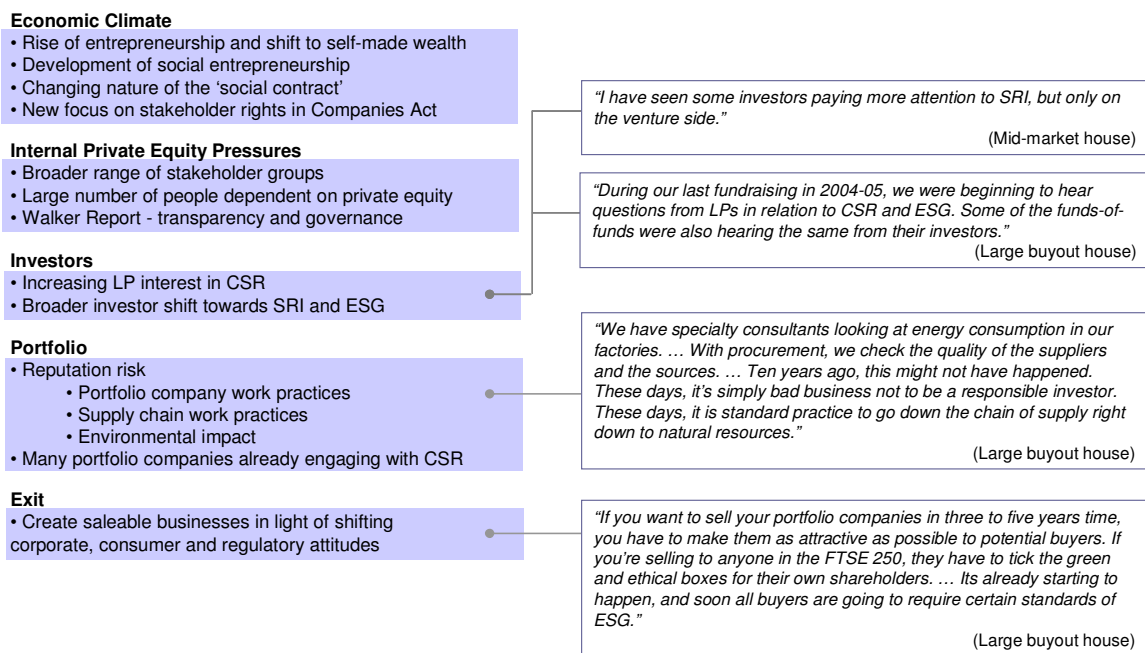 Economic Climate
• Rise of entrepreneurship and shift to self-made wealth
• Development of social entrepreneurship
• Changing nature of the ‘social contract’
• New focus on stakeholder rights in Companies Act
Internal Private Equity Pressures
• Broader range of stakeholder groups
• Large number of people dependent on private equity
• Walker Report - transparency and governance
Investors
• Increasing LP interest in CSR
• Broader investor shift towards SRI and ESG
Portfolio
• Reputation risk
• Portfolio company work practices
• Supply chain work practices
• Environmental impact
• Many portfolio companies already engaging with CSR
Exit
• Create saleable businesses in light of shifting
corporate, consumer and regulatory attitudes
“I have seen some investors paying more attention to SRI, but only on
the venture side.”
(Mid-market house)
“During our last fundraising in 2004-05, we were beginning to hear
questions from LPs in relation to CSR and ESG. Some of the funds-of-
funds were also hearing the same from their investors.”
(Large buyout house)
“We have specialty consultants looking at energy consumption in our
factories. … With procurement, we check the quality of the suppliers
and the sources. … Ten years ago, this might not have happened.
These days, it’s simply bad business not to be a responsible investor.
These days, it is standard practice to go down the chain of supply right
down to natural resources.”
(Large buyout house)
“If you want to sell your portfolio companies in three to five years time,
you have to make them as attractive as possible to potential buyers. If
you’re selling to anyone in the FTSE 250, they have to tick the green
and ethical boxes for their own shareholders. … Its already starting to
happen, and soon all buyers are going to require certain standards of
ESG.”
(Large buyout house)